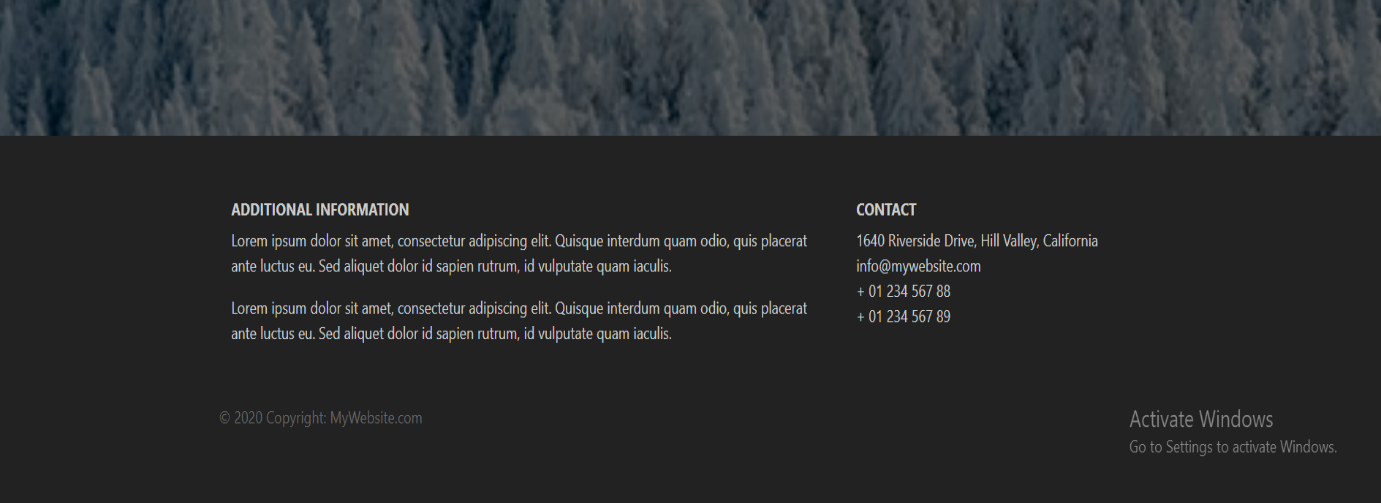 ADDITIONAL INFORMATION
Lorem ipsum dolor sit amet, consectetur adipiscing elit. Quisque interdum quam odio, quis placerat
ante luctus eu. Sed aliquet dolor id sapien rutrum, id vulputate quam iaculis.
Lorem ipsum dolor sit amet, consectetur adipiscing elit. Quisque interdum quam odio, quis placerat
ante luctus eu. Sed aliquet dolor id sapien rutrum, id vulputate quam iaculis.
CONTACT
1640 Riverside Drive, Hill Valley, California
info@mywebsite.com
+ 01 234 567 88
+ 01 234 567 89
© 2020 Copyright: MyWebsite.com
Activate Windows
Go to Settings to activate Windows.